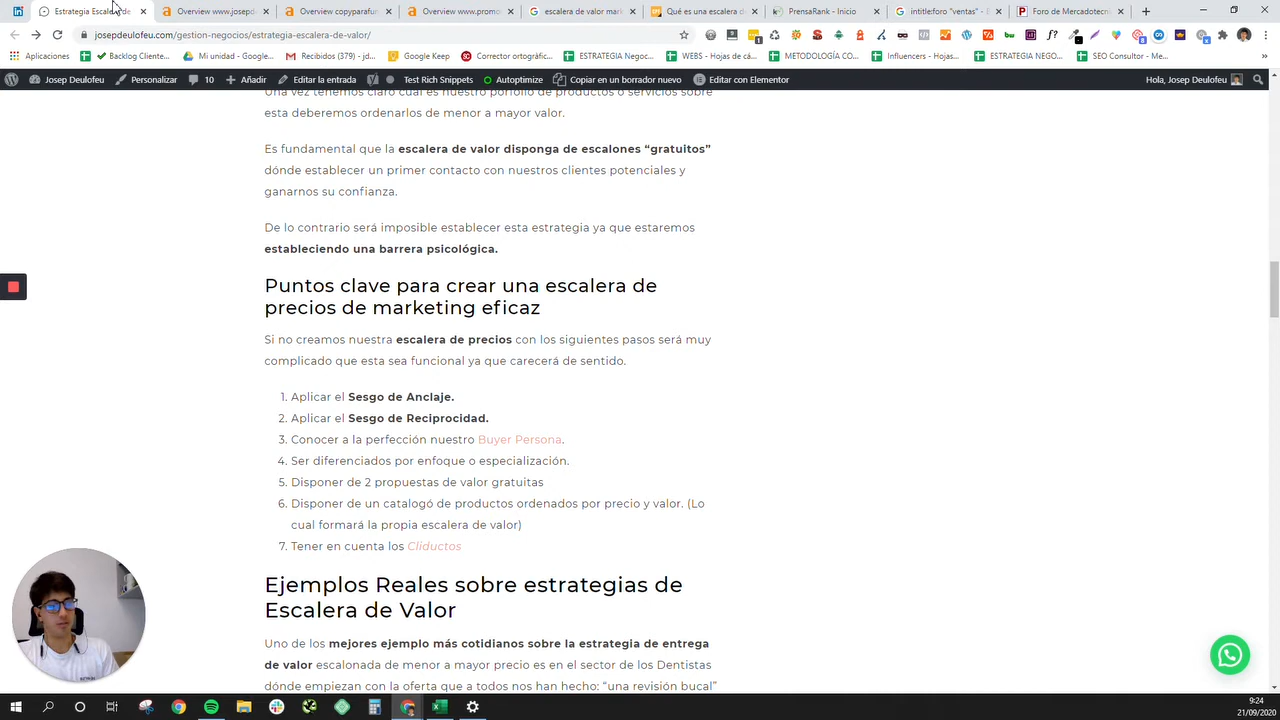 Estrategia Escalera de
Overview www.josepd
Overview copyparafur
Overview www.promo
escalera de valor mark
Qué es una escalera d
PrensaRank - Inicio
intitle:foro "ventas" - B
Foro de Mercadotecn
josepdeulofeu.com/gestion-negocios/estrategia-escalera-de-valor/
Aplicaciones
Backlog Cliente...
Mi unidad - Google...
Recibidos (379) - jd...
Google Keep
Corrector ortográfic...
ESTRATEGIA Negoc...
WEBS - Hojas de cá...
METODOLOGÍA CO...
Influencers - Hojas...
ESTRATEGIA NEGO...
SEO Consultor - Me...
Josep Deulofeu
Personalizar
10
Añadir
Editar la entrada
Test Rich Snippets
Autoptimize
Copiar en un borrador nuevo
Editar con Elementor
Hola, Josep Deulofeu
Una vez tenemos claro cual es nuestro porfolio de productos o servicios sobre
esta deberemos ordenarlos de menor a mayor valor.
Es fundamental que la escalera de valor disponga de escalones “gratuitos”
dónde establecer un primer contacto con nuestros clientes potenciales y
ganarnos su confianza.
De lo contrario será imposible establecer esta estrategia ya que estaremos
estableciendo una barrera psicológica.
Puntos clave para crear una escalera de
precios de marketing eficaz
Si no creamos nuestra escalera de precios con los siguientes pasos será muy
complicado que esta sea funcional ya que carecerá de sentido.
1. Aplicar el Sesgo de Anclaje.
2. Aplicar el Sesgo de Reciprocidad.
3. Conocer a la perfección nuestro Buyer Persona.
4. Ser diferenciados por enfoque o especialización.
5. Disponer de 2 propuestas de valor gratuitas
6. Disponer de un catalogó de productos ordenados por precio y valor. (Lo
cual formará la propia escalera de valor)
7. Tener en cuenta los Cliductos
Ejemplos Reales sobre estrategias de
Escalera de Valor
Uno de los mejores ejemplo más cotidianos sobre la estrategia de entrega
de valor escalonada de menor a mayor precio es en el sector de los Dentistas
dónde empiezan con la oferta que a todos nos han hecho: “una revisión bucal”
9:24
21/09/2020